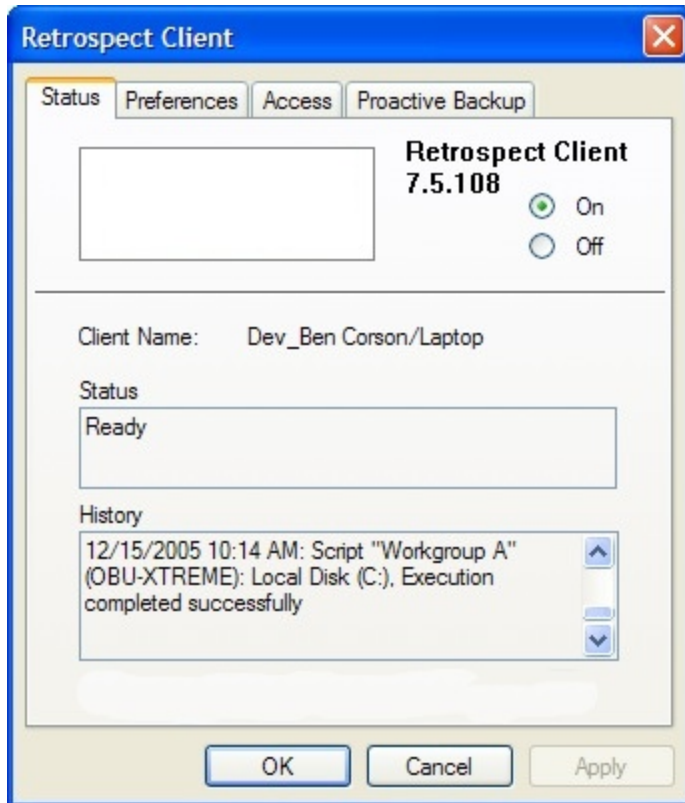 Retrospect Client
Status Preferences Access Proactive Backup
Retrospect Client
7.5.108
On
Off
Client Name: Dev_Ben Corson/Laptop
Status
Ready
History
12/15/2005 10:14 AM: Script "Workgroup A"
(OBU-XTREME): Local Disk (C:), Execution
completed successfully
OK Cancel Apply